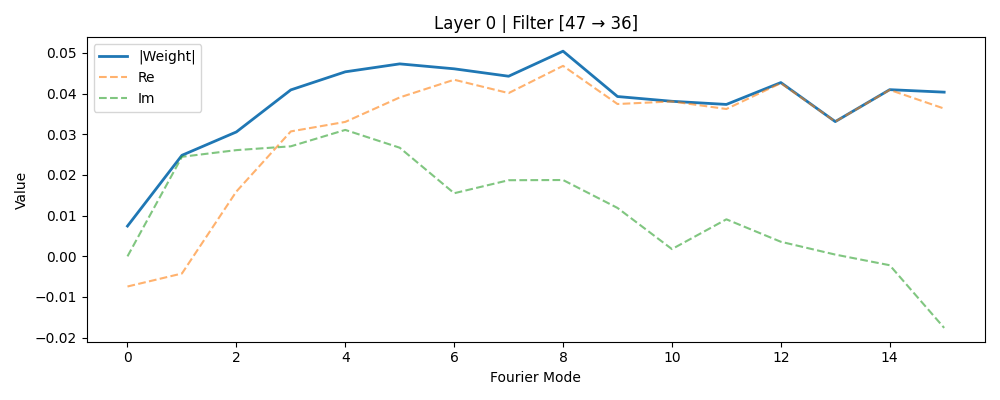 Layer 0 | Filter [47 → 36]
|Weight|
Re
Im
Value
0.05
0.04
0.03
0.02
0.01
0.00
−0.01
−0.02
0 2 4 6 8 10 12 14
Fourier Mode